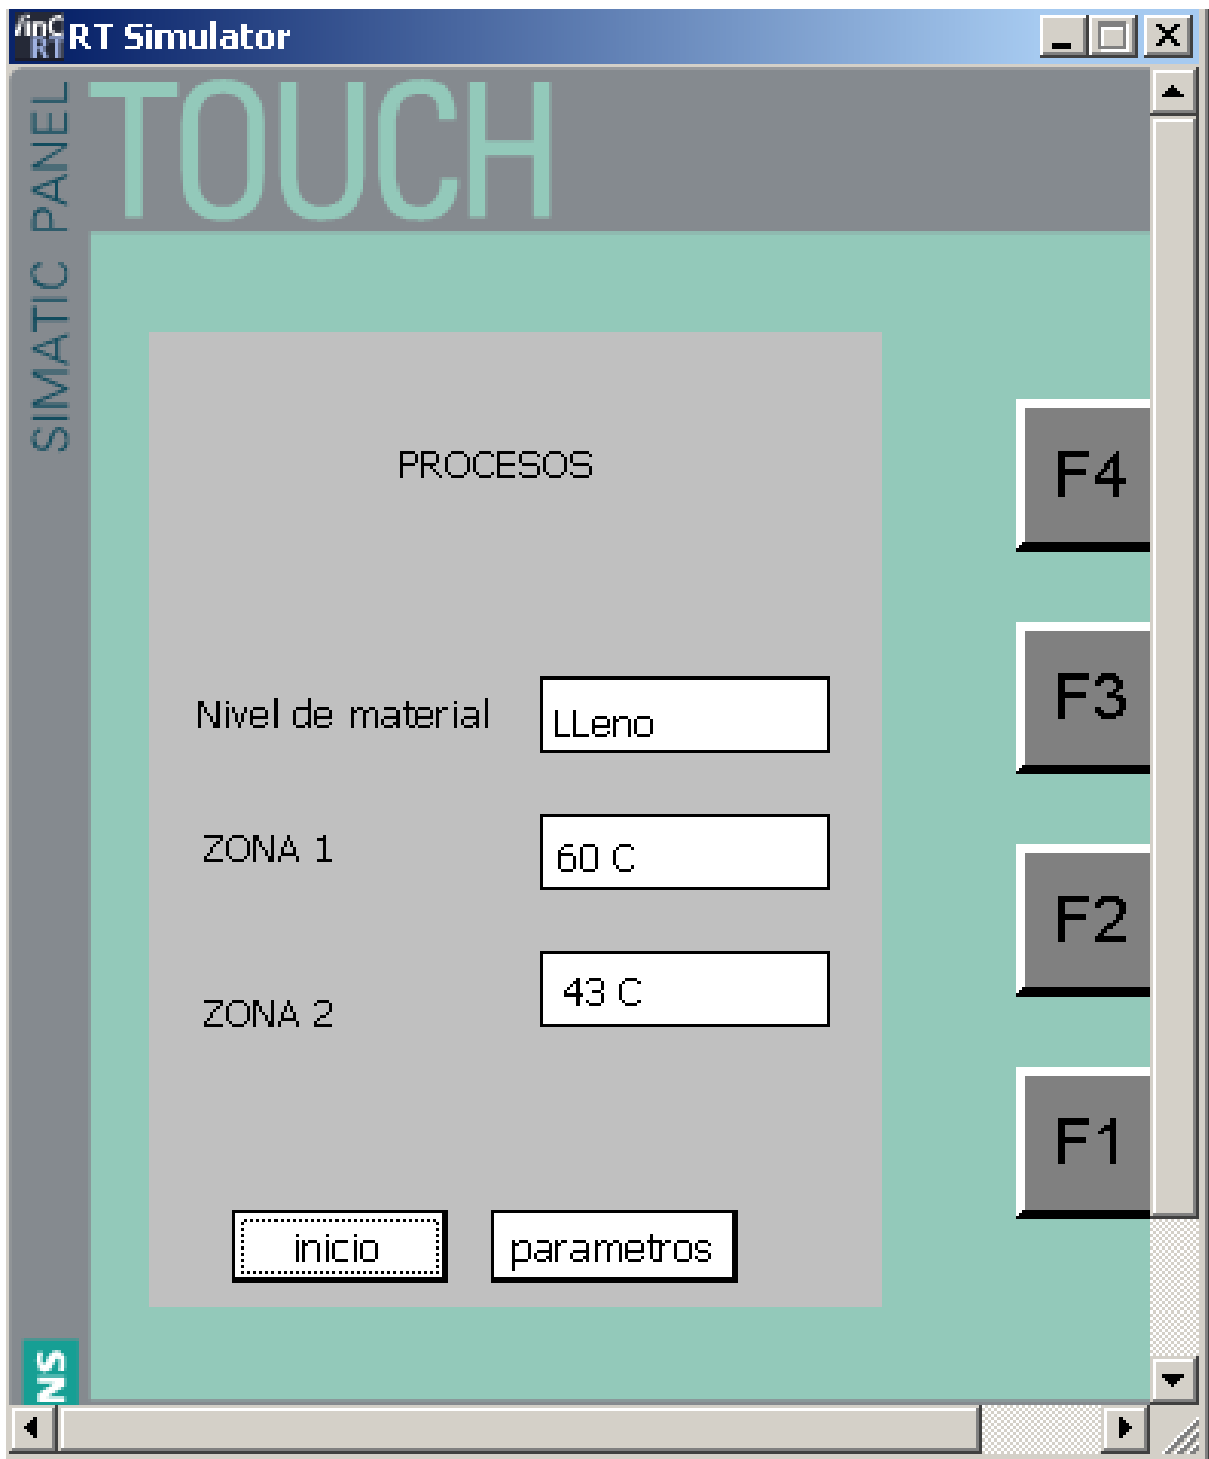 RT Simulator
SIMATIC PANEL
TOUCH
PROCESOS
F4
Nivel de material
LLeno
F3
ZONA 1
60 C
F2
ZONA 2
43 C
F1
inicio
parametros
NS